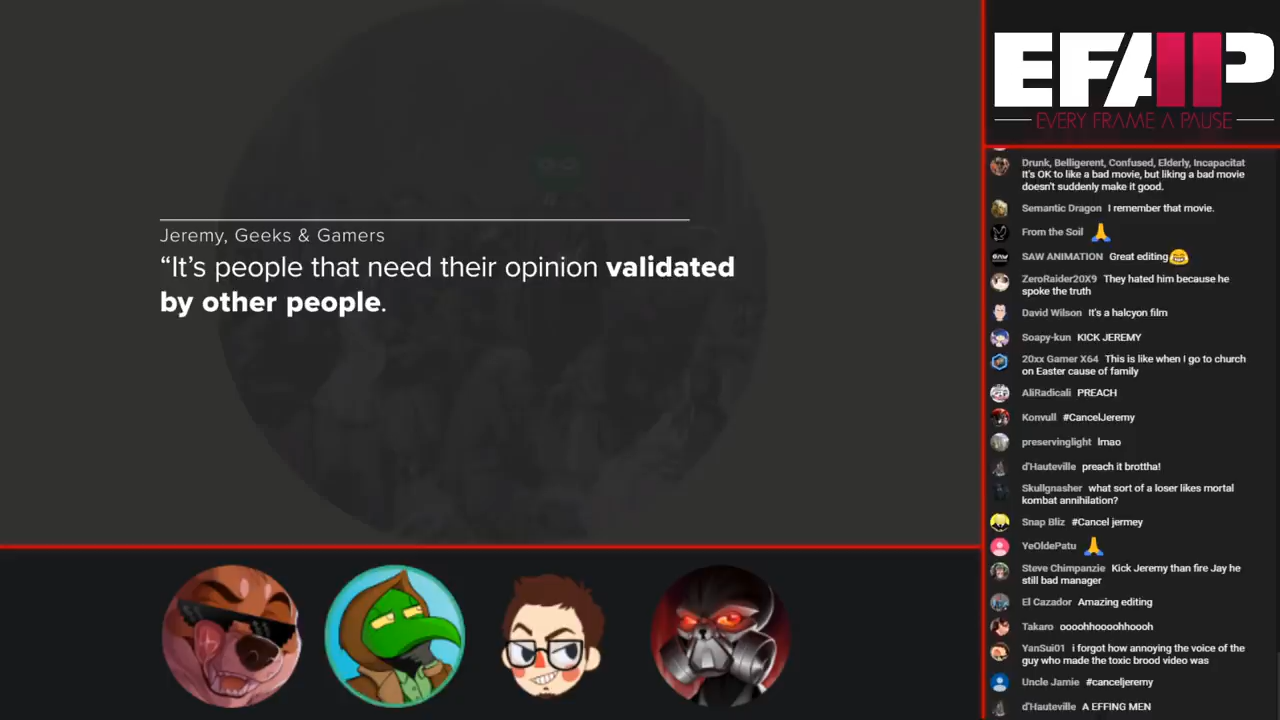 Jeremy, Geeks & Gamers
“It’s people that need their opinion validated
by other people.
EFAP
EVERY FRAME A PAUSE
Drunk, Belligerent, Confused, Elderly, Incapacitat
It's OK to like a bad movie, but liking a bad movie
doesn't suddenly make it good.
Semantic Dragon I remember that movie.
From the Soil 🙏
SAW ANIMATION Great editing😂
ZeroRaider20X9 They hated him because he
spoke the truth
David Wilson It's a halcyon film
Soapy-kun KICK JEREMY
20xx Gamer X64 This is like when I go to church
on Easter cause of family
AliRadicali PREACH
Konvull #CancelJeremy
preservinglight lmao
d'Hauteville preach it brottha!
Skullgnasher what sort of a loser likes mortal
kombat annihilation?
Snap Bliz #Cancel jermey
YeOldePatu 🙏
Steve Chimpanzie Kick Jeremy than fire Jay he
still bad manager
El Cazador Amazing editing
Takaro oooohhoooohhoooh
YanSui01 i forgot how annoying the voice of the
guy who made the toxic brood video was
Uncle Jamie #canceljeremy
d'Hauteville A EFFING MEN